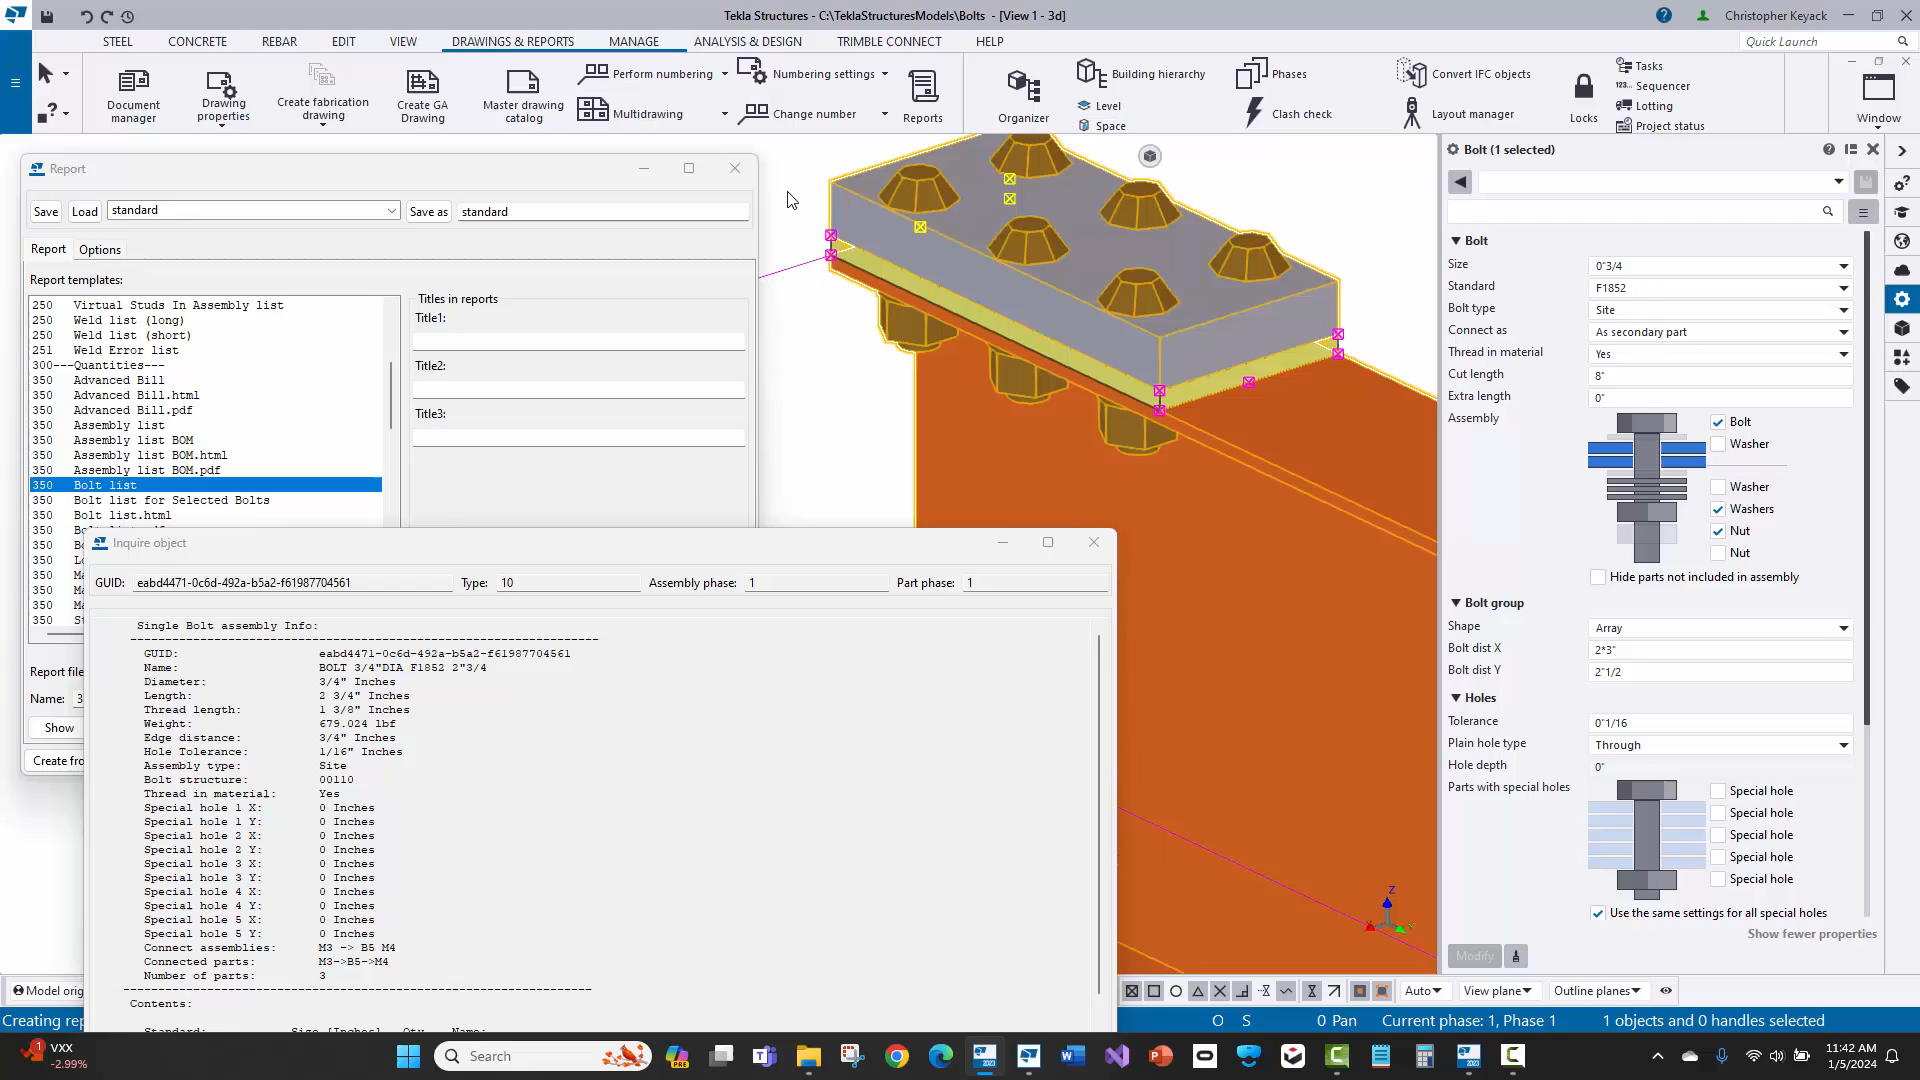 Tekla Structures - C:\TeklaStructuresModels\Bolts - [View 1 - 3d]
Christopher Keyack
STEEL CONCRETE REBAR EDIT VIEW DRAWINGS & REPORTS MANAGE ANALYSIS & DESIGN TRIMBLE CONNECT HELP
Quick Launch
Document manager
Drawing properties
Create fabrication drawing
Create GA Drawing
Master drawing catalog
Perform numbering
Multidrawing
Numbering settings
Change number
Reports
Organizer
Building hierarchy
Level
Space
Phases
Clash check
Convert IFC objects
Layout manager
Locks
Tasks
Sequencer
Lotting
Project status
Window
Report
Save Load standard Save as standard
Report Options
Report templates:
250 Virtual Studs In Assembly list
250 Weld list (long)
250 Weld list (short)
251 Weld Error list
300---Quantities---
350 Advanced Bill
350 Advanced Bill.html
350 Advanced Bill.pdf
350 Assembly list
350 Assembly list BOM
350 Assembly list BOM.html
350 Assembly list BOM.pdf
350 Bolt list
350 Bolt list for Selected Bolts
350 Bolt list.html
350
350
350
350
350
350
350
Titles in reports
Title1:
Title2:
Title3:
Report file
Name: 3
Show
Create fro
Inquire object
GUID: eabd4471-0c6d-492a-b5a2-f61987704561 Type: 10 Assembly phase: 1 Part phase: 1
Single Bolt assembly Info:
GUID: eabd4471-0c6d-492a-b5a2-f61987704561
Name: BOLT 3/4"DIA F1852 2"3/4
Diameter: 3/4" Inches
Length: 2 3/4" Inches
Thread length: 1 3/8" Inches
Weight: 679.024 lbf
Edge distance: 3/4" Inches
Hole Tolerance: 1/16" Inches
Assembly type: Site
Bolt structure: 00110
Thread in material: Yes
Special hole 1 X: 0 Inches
Special hole 1 Y: 0 Inches
Special hole 2 X: 0 Inches
Special hole 2 Y: 0 Inches
Special hole 3 X: 0 Inches
Special hole 3 Y: 0 Inches
Special hole 4 X: 0 Inches
Special hole 4 Y: 0 Inches
Special hole 5 X: 0 Inches
Special hole 5 Y: 0 Inches
Connect assemblies: M3 -> B5 M4
Connected parts: M3->B5->M4
Number of parts: 3
Contents:
Standard: Size [Inches] Qty Name:
Bolt (1 selected)
Bolt
Size 0"3/4
Standard F1852
Bolt type Site
Connect as As secondary part
Thread in material Yes
Cut length 8"
Extra length 0"
Assembly
Bolt
Washer
Washer
Washers
Nut
Nut
Hide parts not included in assembly
Bolt group
Shape Array
Bolt dist X 2*3"
Bolt dist Y 2"1/2
Holes
Tolerance 0"1/16
Plain hole type Through
Hole depth 0"
Parts with special holes
Special hole
Special hole
Special hole
Special hole
Special hole
Use the same settings for all special holes
Show fewer properties
Modify
Z
Model orig
Auto View plane Outline planes
Creating rep
O S 0 Pan Current phase: 1, Phase 1 1 objects and 0 handles selected
1 VXX
-2.99%
Search
PRE
2023
2023
11:42 AM
1/5/2024